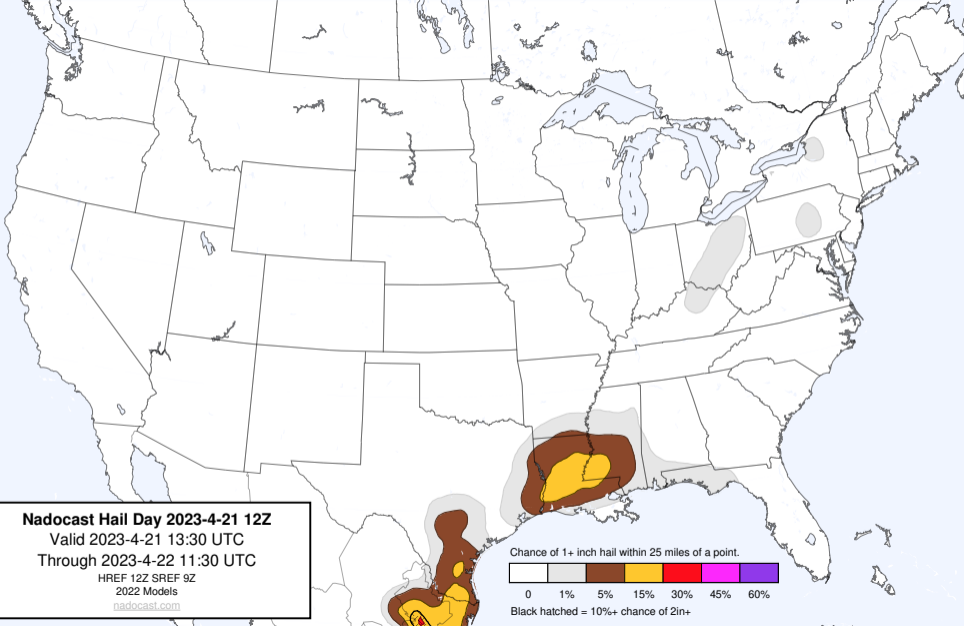 Nadocast Hail Day 2023-4-21 12Z
Valid 2023-4-21 13:30 UTC
Through 2023-4-22 11:30 UTC
HREF 12Z SREF 9Z
2022 Models
nadocast.com
Chance of 1+ inch hail within 25 miles of a point.
0 1% 5% 15% 30% 45% 60%
Black hatched = 10%+ chance of 2in+